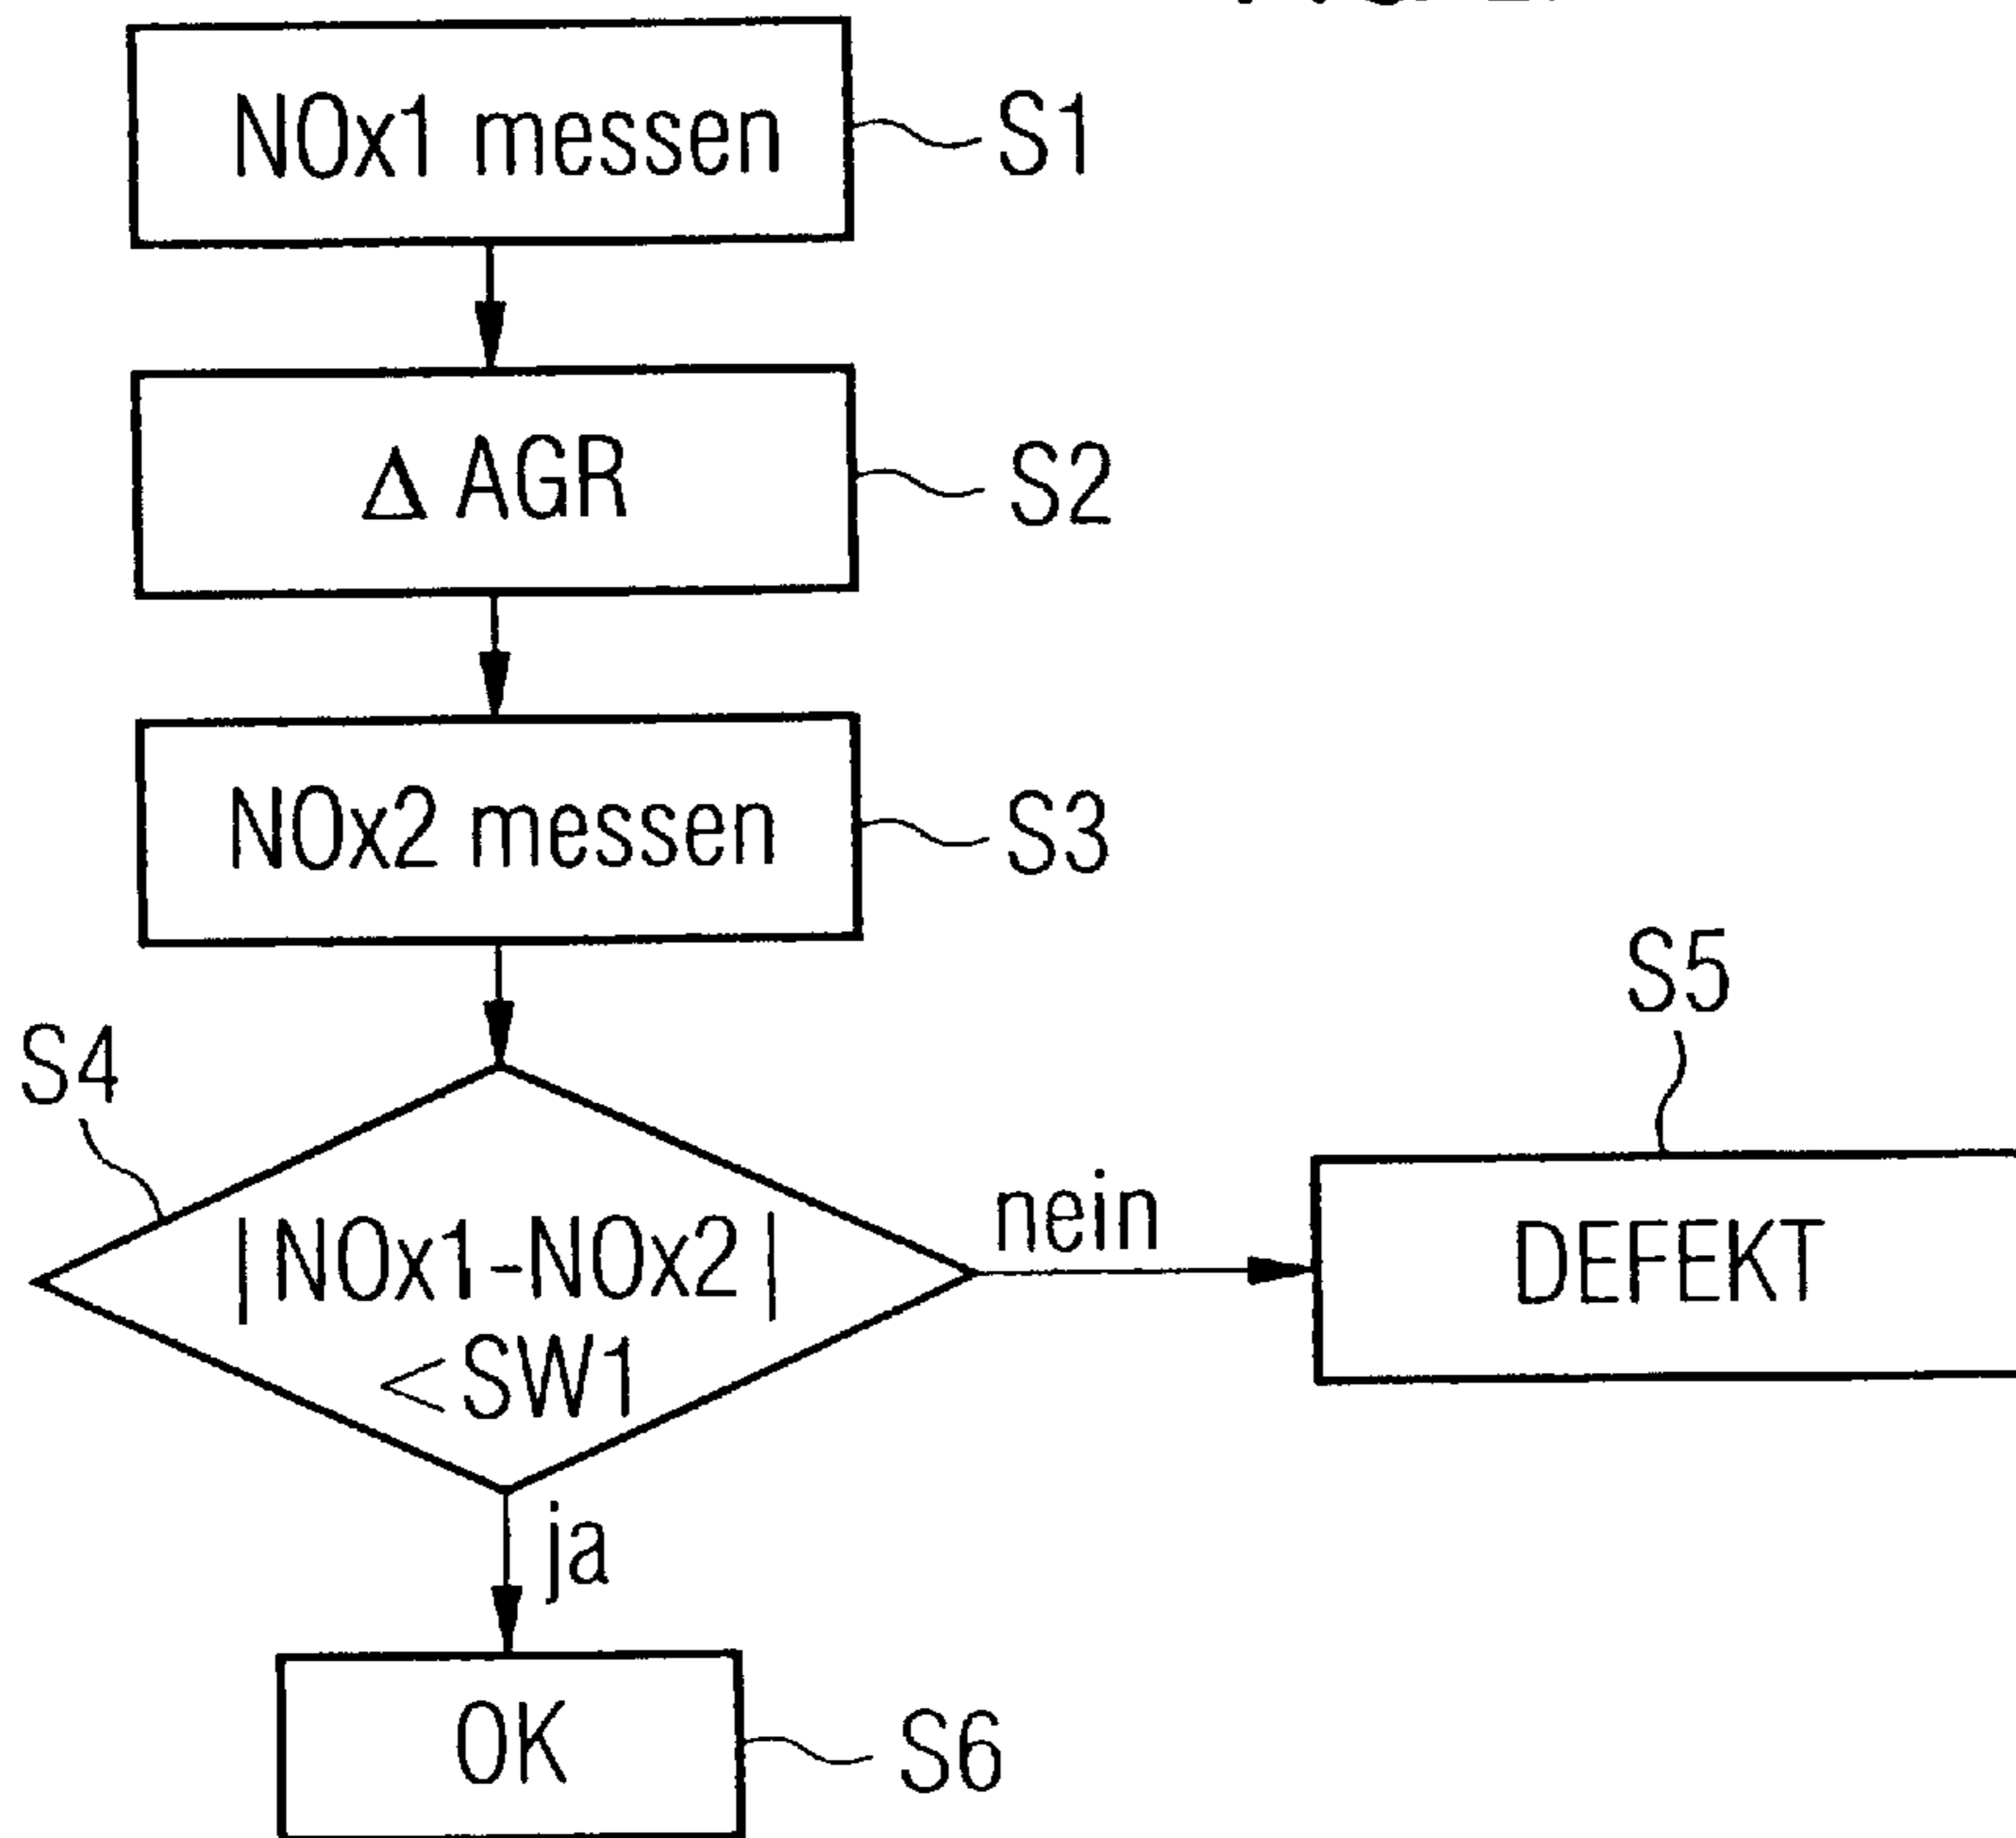 NOx1 messen
S1
Δ AGR
S2
NOx2 messen
S3
S5
S4
|NOx1-NOx2|
<SW1
nein
DEFEKT
ja
OK
S6